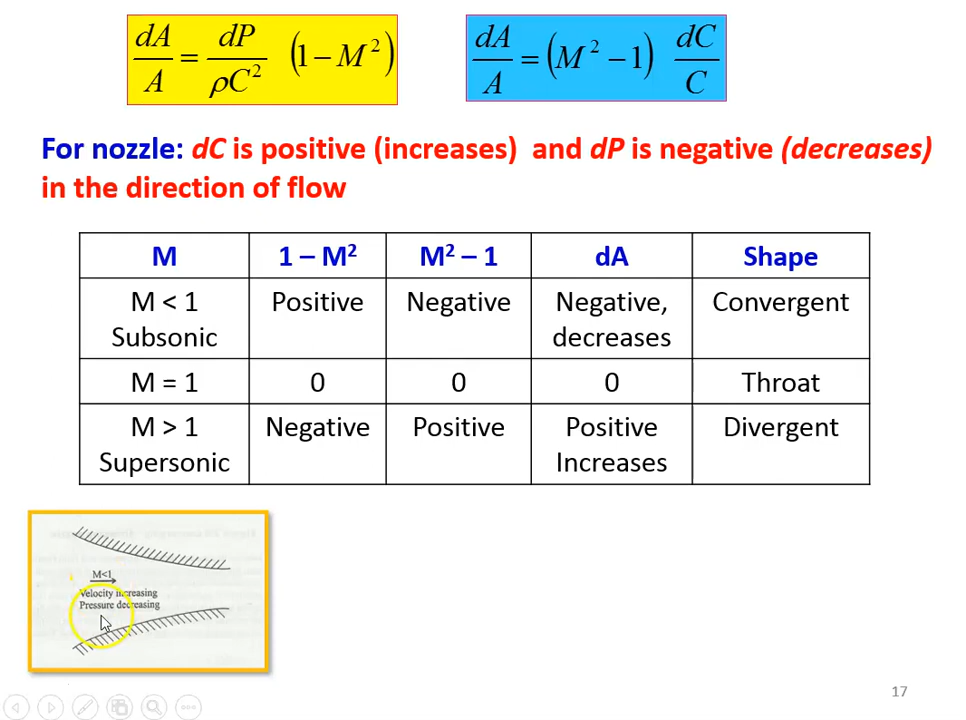 dA/A = dP/ρC² (1 – M²)
dA/A = (M² – 1) dC/C
For nozzle: dC is positive (increases) and dP is negative (decreases)
in the direction of flow
M 1 – M² M² – 1 dA Shape
M < 1 Positive Negative Negative, Convergent
Subsonic decreases
M = 1 0 0 0 Throat
M > 1 Negative Positive Positive Divergent
Supersonic Increases
M<1
Velocity increasing
Pressure decreasing
17